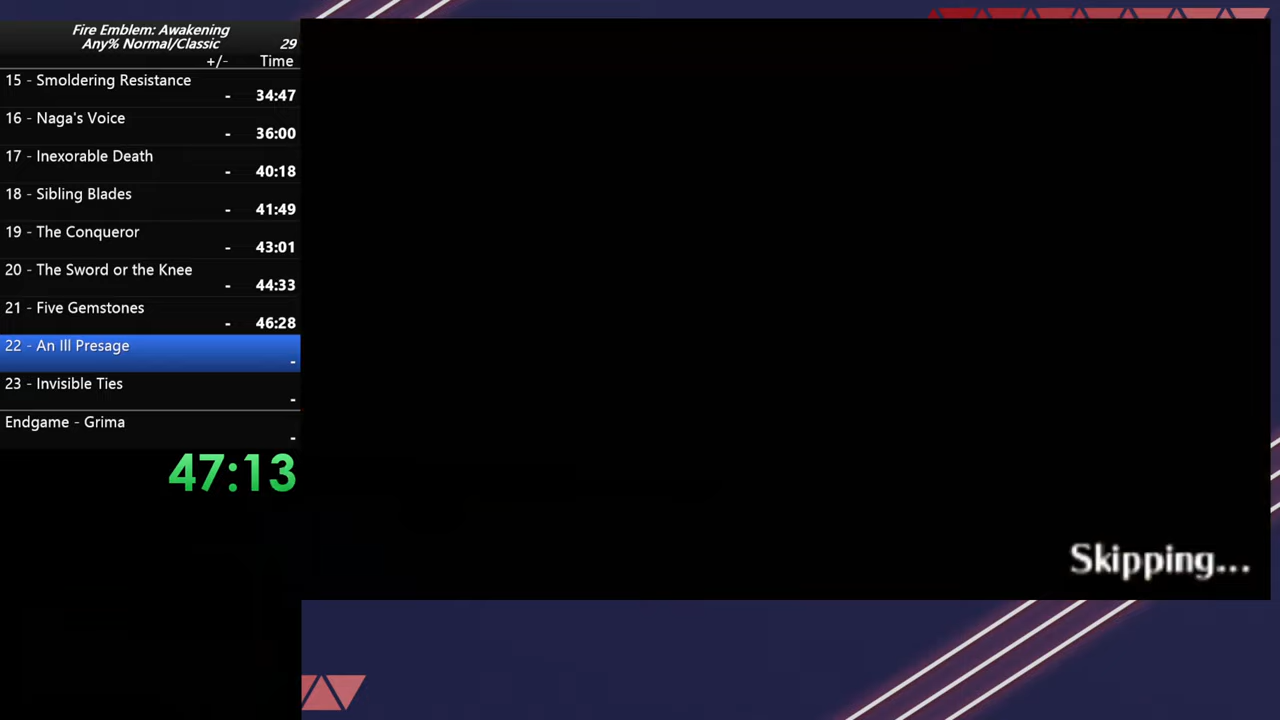 Fire Emblem: Awakening
Any% Normal/Classic 29
+/- Time
15 - Smoldering Resistance
- 34:47
16 - Naga's Voice
- 36:00
17 - Inexorable Death
- 40:18
18 - Sibling Blades
- 41:49
19 - The Conqueror
- 43:01
20 - The Sword or the Knee
- 44:33
21 - Five Gemstones
- 46:28
22 - An Ill Presage
-
23 - Invisible Ties
-
Endgame - Grima
-
47:13
Skipping...